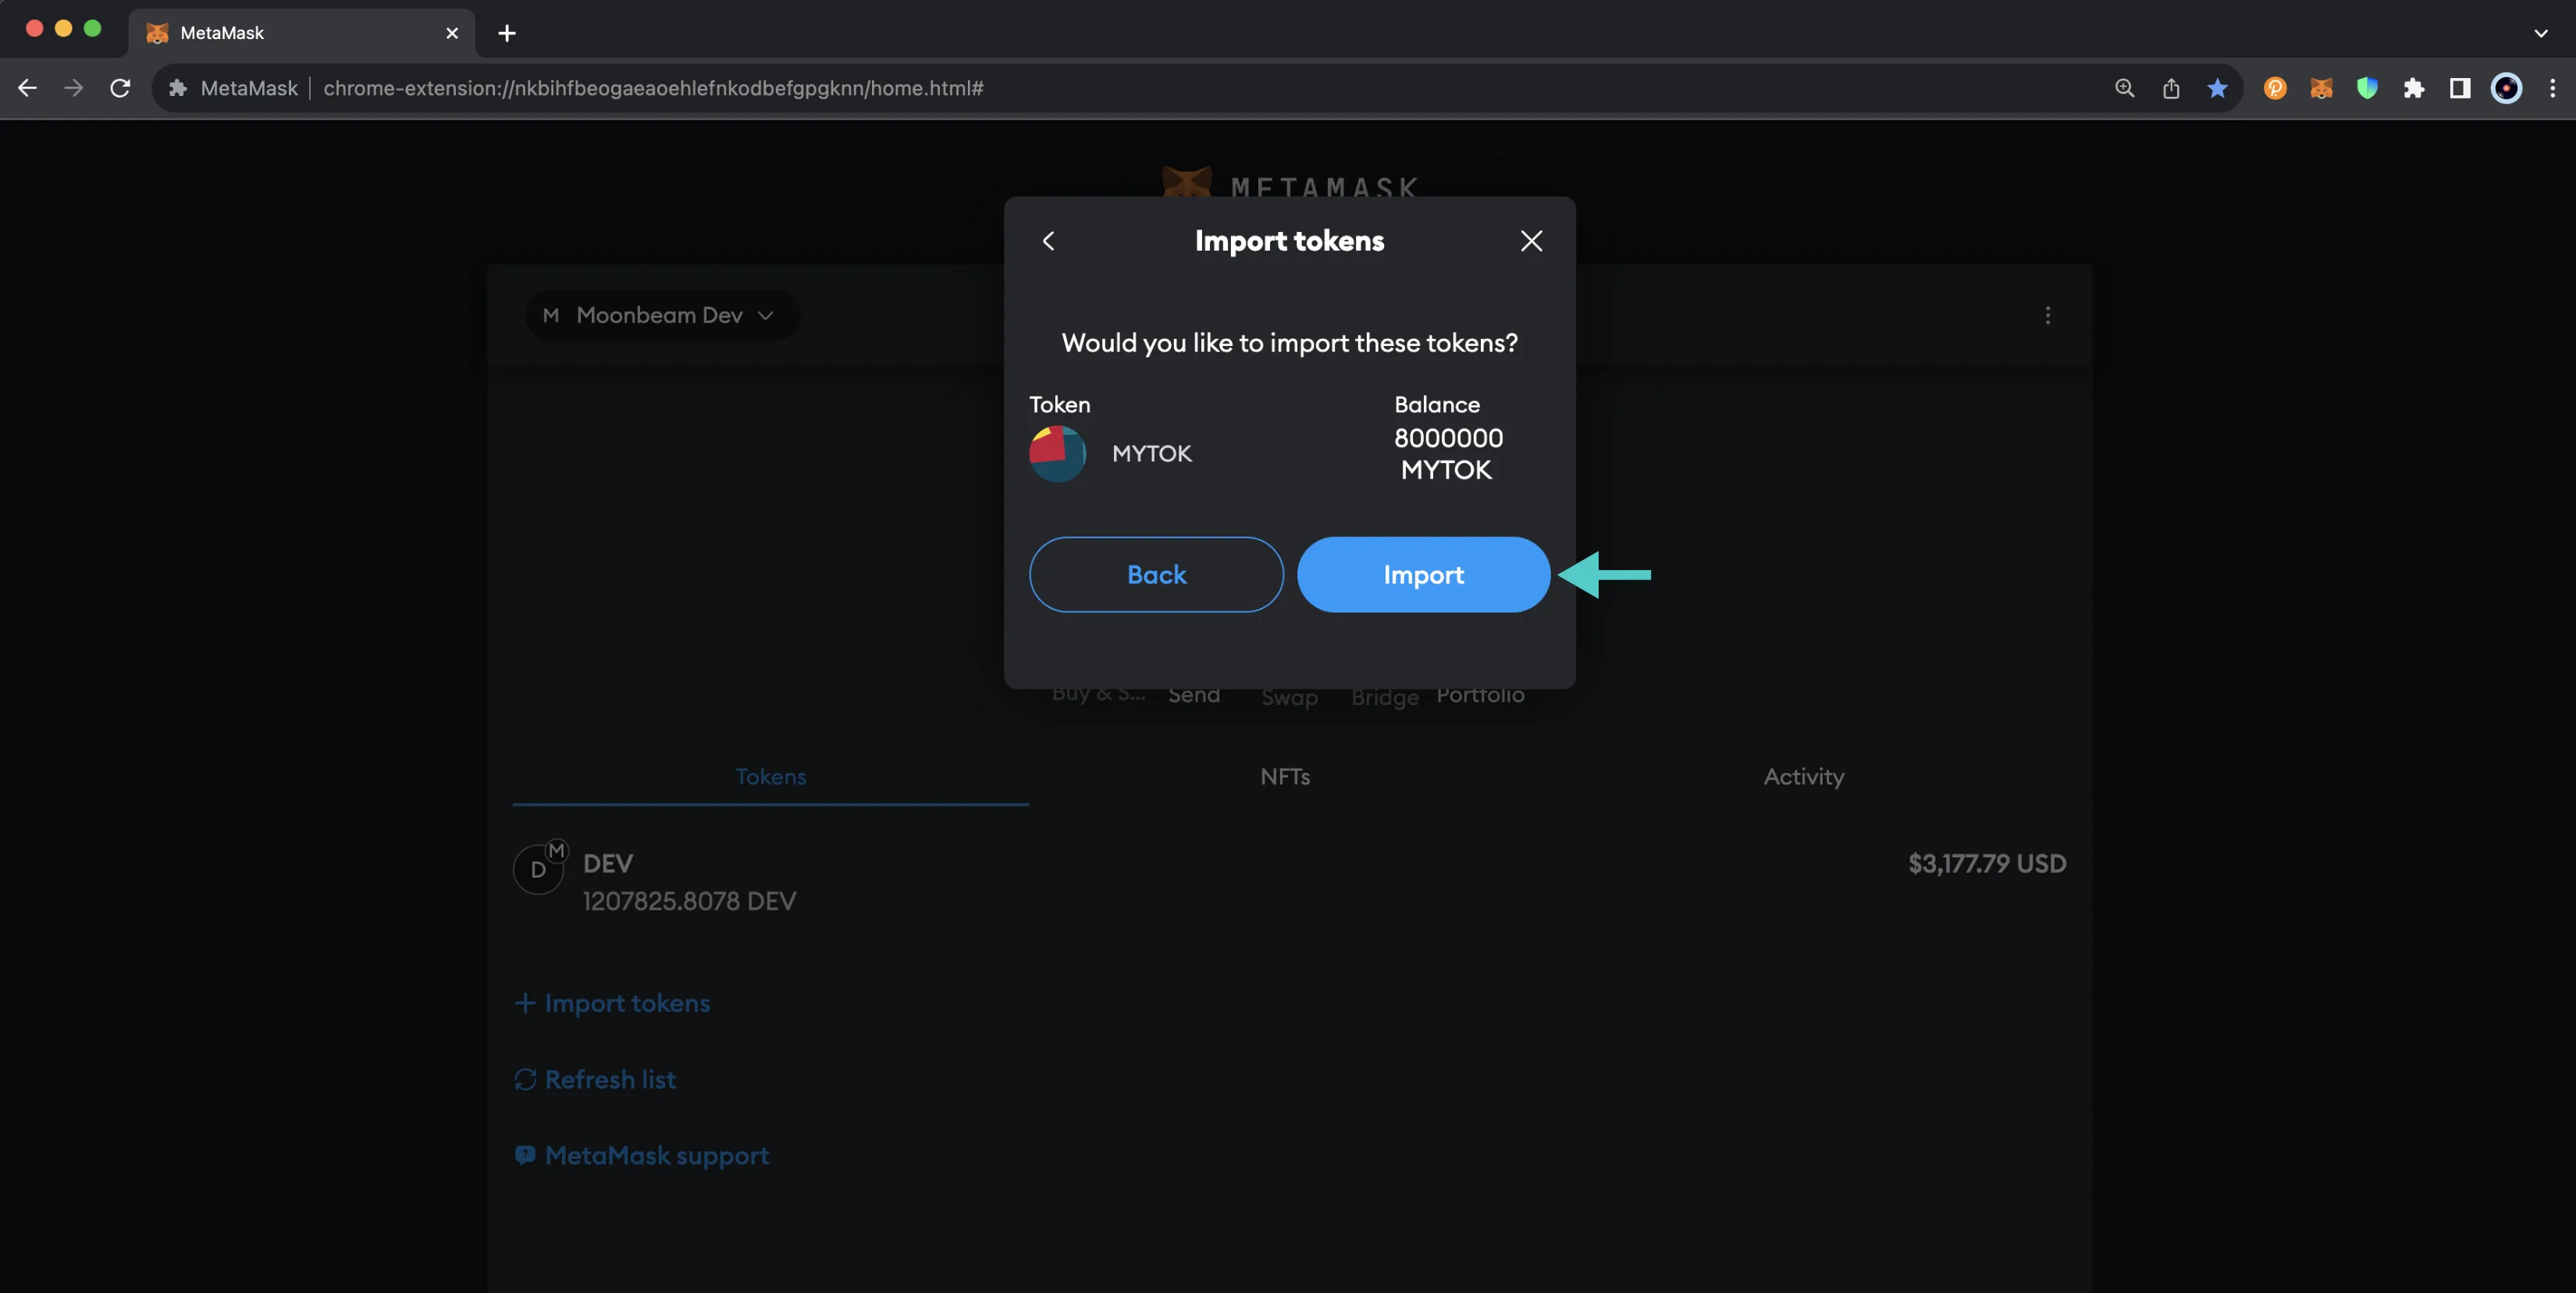 MetaMask
MetaMask | chrome-extension://nkbihfbeogaeaoehlefnkodbefgpgknn/home.html#
METAMASK
Import tokens
M Moonbeam Dev
Would you like to import these tokens?
Token Balance
MYTOK 8000000
MYTOK
Back Import
Buy & S... Send Swap Bridge Portfolio
Tokens NFTs Activity
M
D DEV $3,177.79 USD
1207825.8078 DEV
+ Import tokens
Refresh list
MetaMask support